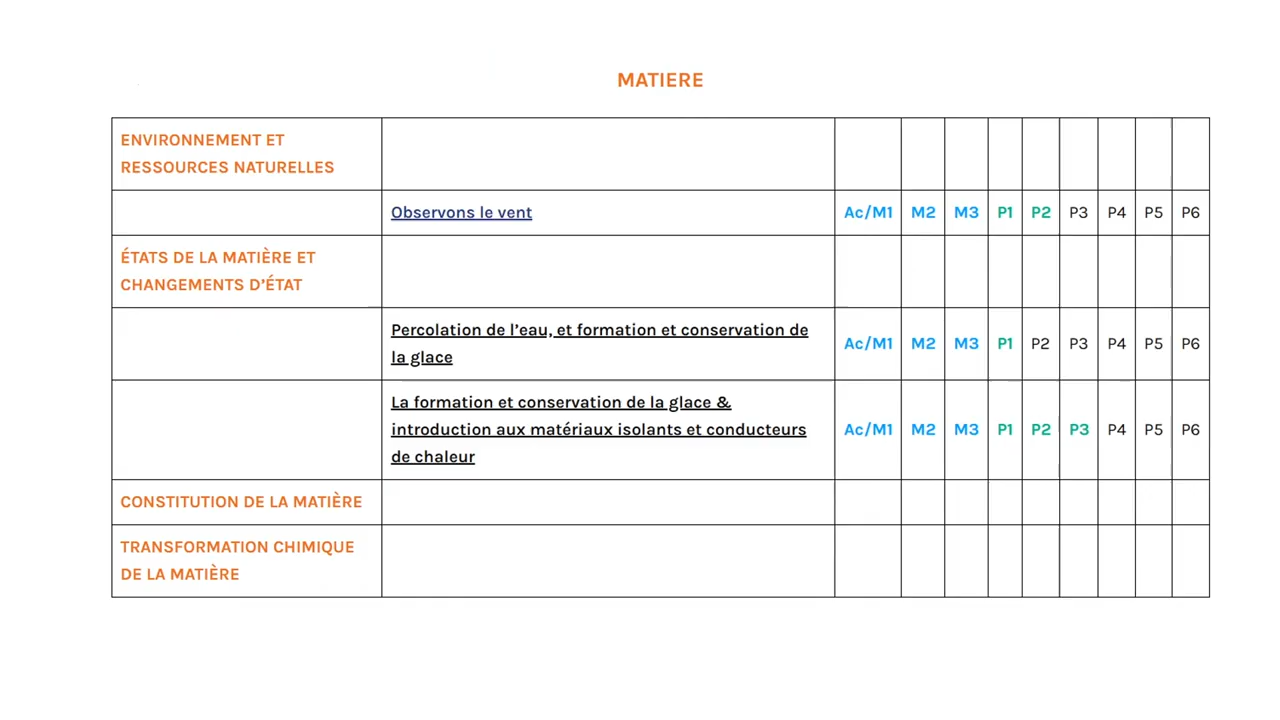 MATIERE
ENVIRONNEMENT ET
RESSOURCES NATURELLES
Observons le vent Ac/M1 M2 M3 P1 P2 P3 P4 P5 P6
ÉTATS DE LA MATIÈRE ET
CHANGEMENTS D’ÉTAT
Percolation de l’eau, et formation et conservation de
la glace
Ac/M1 M2 M3 P1 P2 P3 P4 P5 P6
La formation et conservation de la glace &
introduction aux matériaux isolants et conducteurs
de chaleur
Ac/M1 M2 M3 P1 P2 P3 P4 P5 P6
CONSTITUTION DE LA MATIÈRE
TRANSFORMATION CHIMIQUE
DE LA MATIÈRE